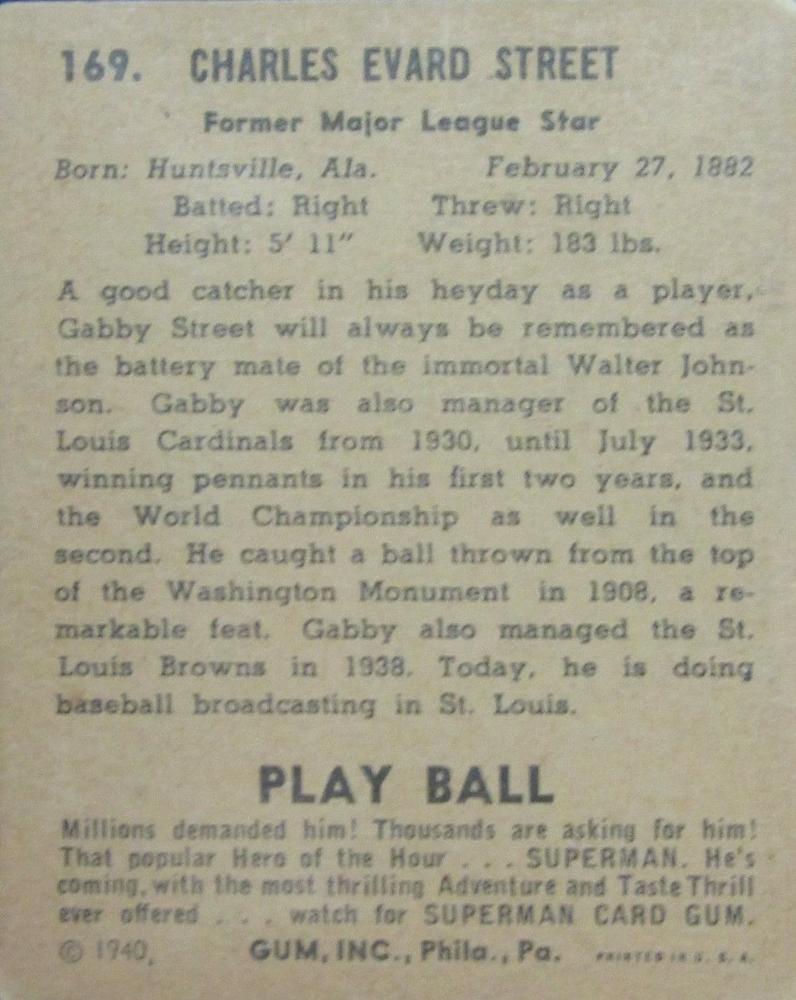 169. CHARLES EVARD STREET
Former Major League Star
Born: Huntsville, Ala. February 27, 1882
Batted: Right Threw: Right
Height: 5′ 11″ Weight: 183 lbs.
A good catcher in his heyday as a player,
Gabby Street will always be remembered as
the battery mate of the immortal Walter John-
son. Gabby was also manager of the St.
Louis Cardinals from 1930, until July 1933,
winning pennants in his first two years, and
the World Championship as well in the
second. He caught a ball thrown from the top
of the Washington Monument in 1908, a re-
markable feat. Gabby also managed the St.
Louis Browns in 1938. Today, he is doing
baseball broadcasting in St. Louis.
PLAY BALL
Millions demanded him! Thousands are asking for him!
That popular Hero of the Hour . . . SUPERMAN. He's
coming, with the most thrilling Adventure and Taste Thrill
ever offered . . . watch for SUPERMAN CARD GUM.
© 1940, GUM, INC., Phila., Pa. PRINTED IN U. S. A.